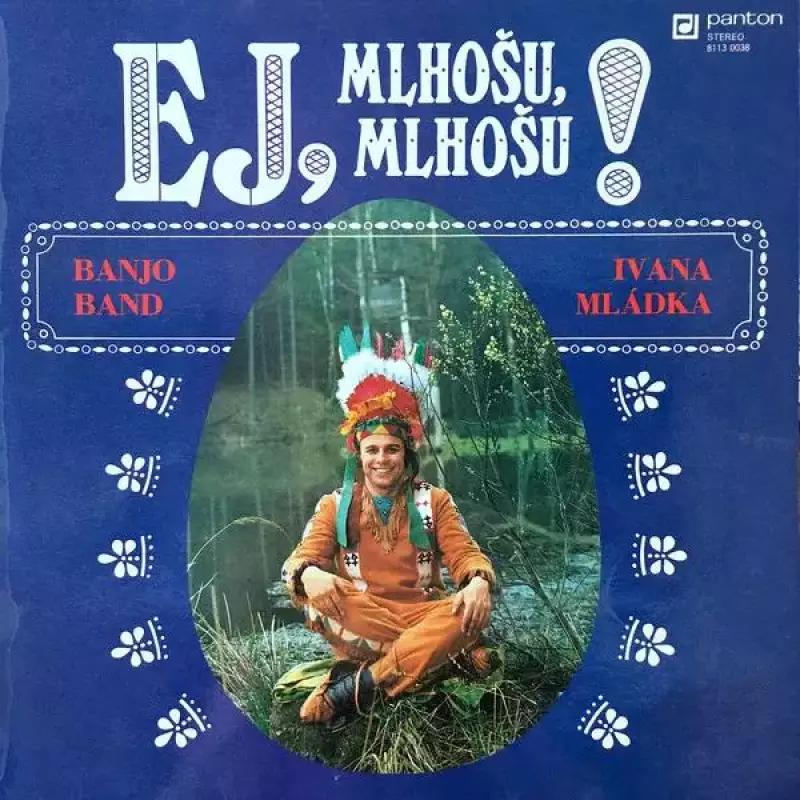 panton
STEREO
8113 0038
EJ, MLHOŠU,
MLHOŠU!
BANJO
BAND
IVANA
MLÁDKA